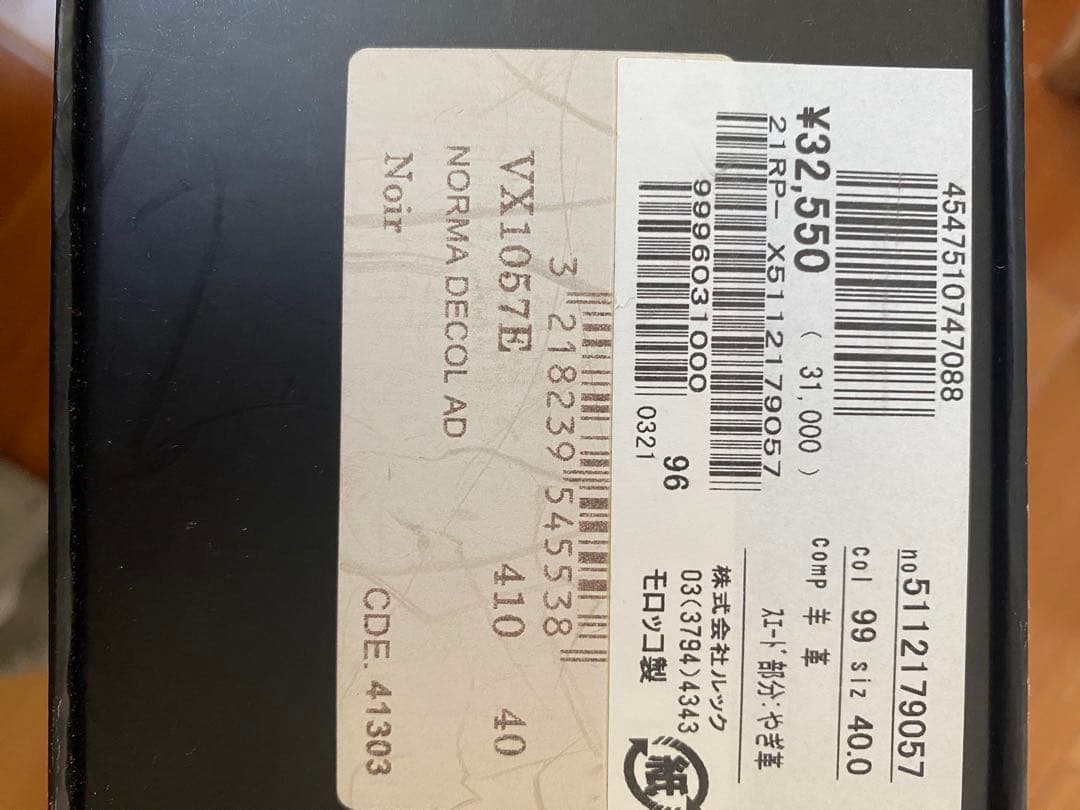 4547510747088
¥32,550 ( 31,000 )
21RP- X5112179057
9996031000
0321
96
no 5112179057
col 99 siz 40.0
comp 羊 革
ｽｴｰﾄﾞ部分:やぎ革
株式会社ルック
03(3794)4343
モロッコ製
紙
3 218239 545538
VX1057E 410 40
NORMA DECOL AD
Noir
CDE. 41303